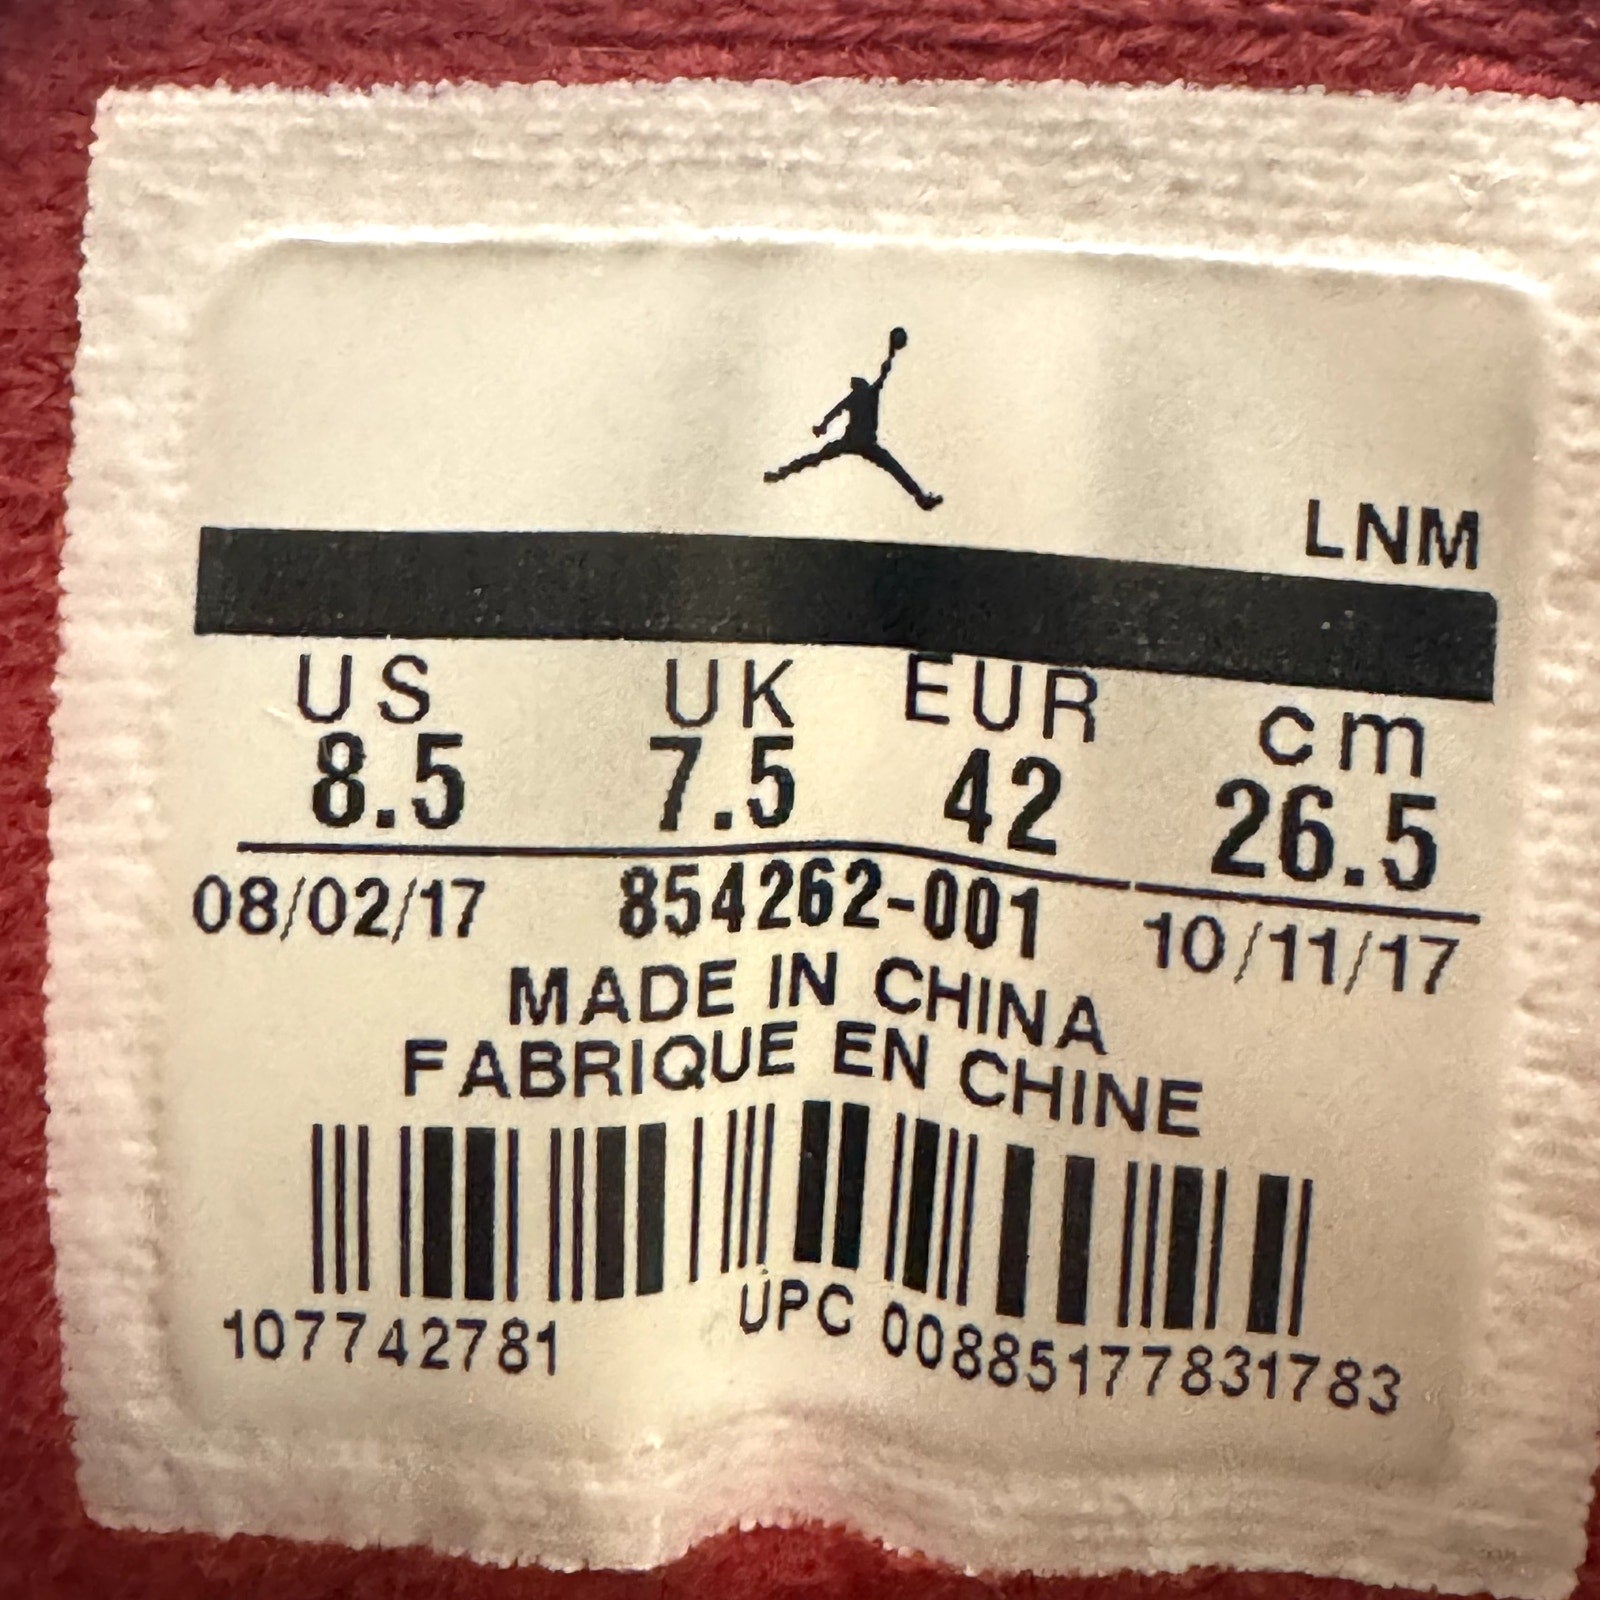 LNM
US UK EUR cm
8.5 7.5 42 26.5
08/02/17 854262-001 10/11/17
MADE IN CHINA
FABRIQUE EN CHINE
107742781 UPC 00885177831783